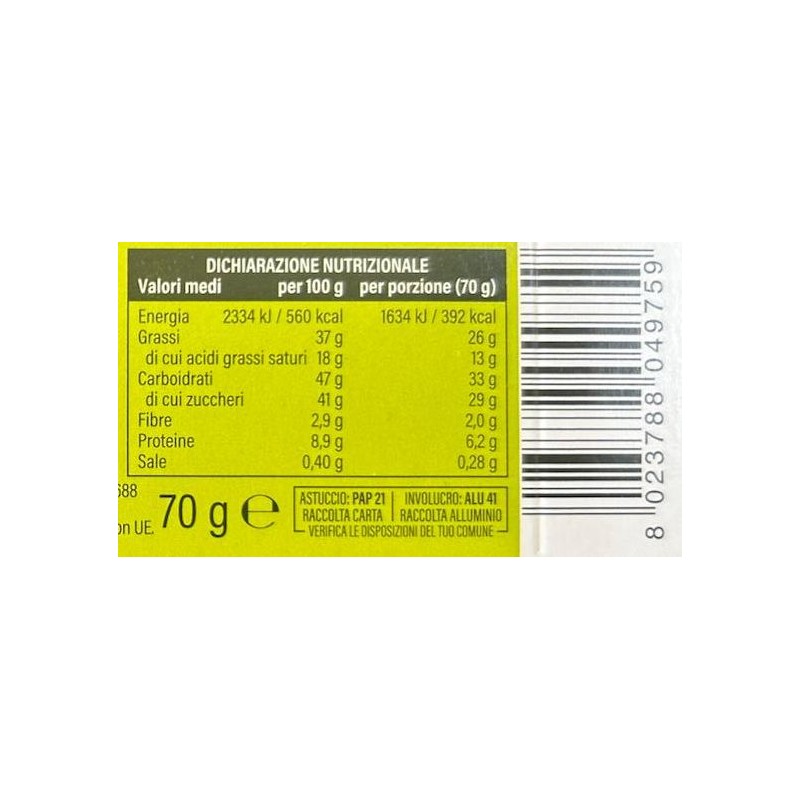 DICHIARAZIONE NUTRIZIONALE
Valori medi per 100 g per porzione (70 g)
Energia 2334 kJ / 560 kcal 1634 kJ / 392 kcal
Grassi 37 g 26 g
di cui acidi grassi saturi 18 g 13 g
Carboidrati 47 g 33 g
di cui zuccheri 41 g 29 g
Fibre 2,9 g 2,0 g
Proteine 8,9 g 6,2 g
Sale 0,40 g 0,28 g
688
on UE.
70 g ℮
ASTUCCIO: PAP 21 INVOLUCRO: ALU 41
RACCOLTA CARTA RACCOLTA ALLUMINIO
VERIFICA LE DISPOSIZIONI DEL TUO COMUNE
8 023788 049759